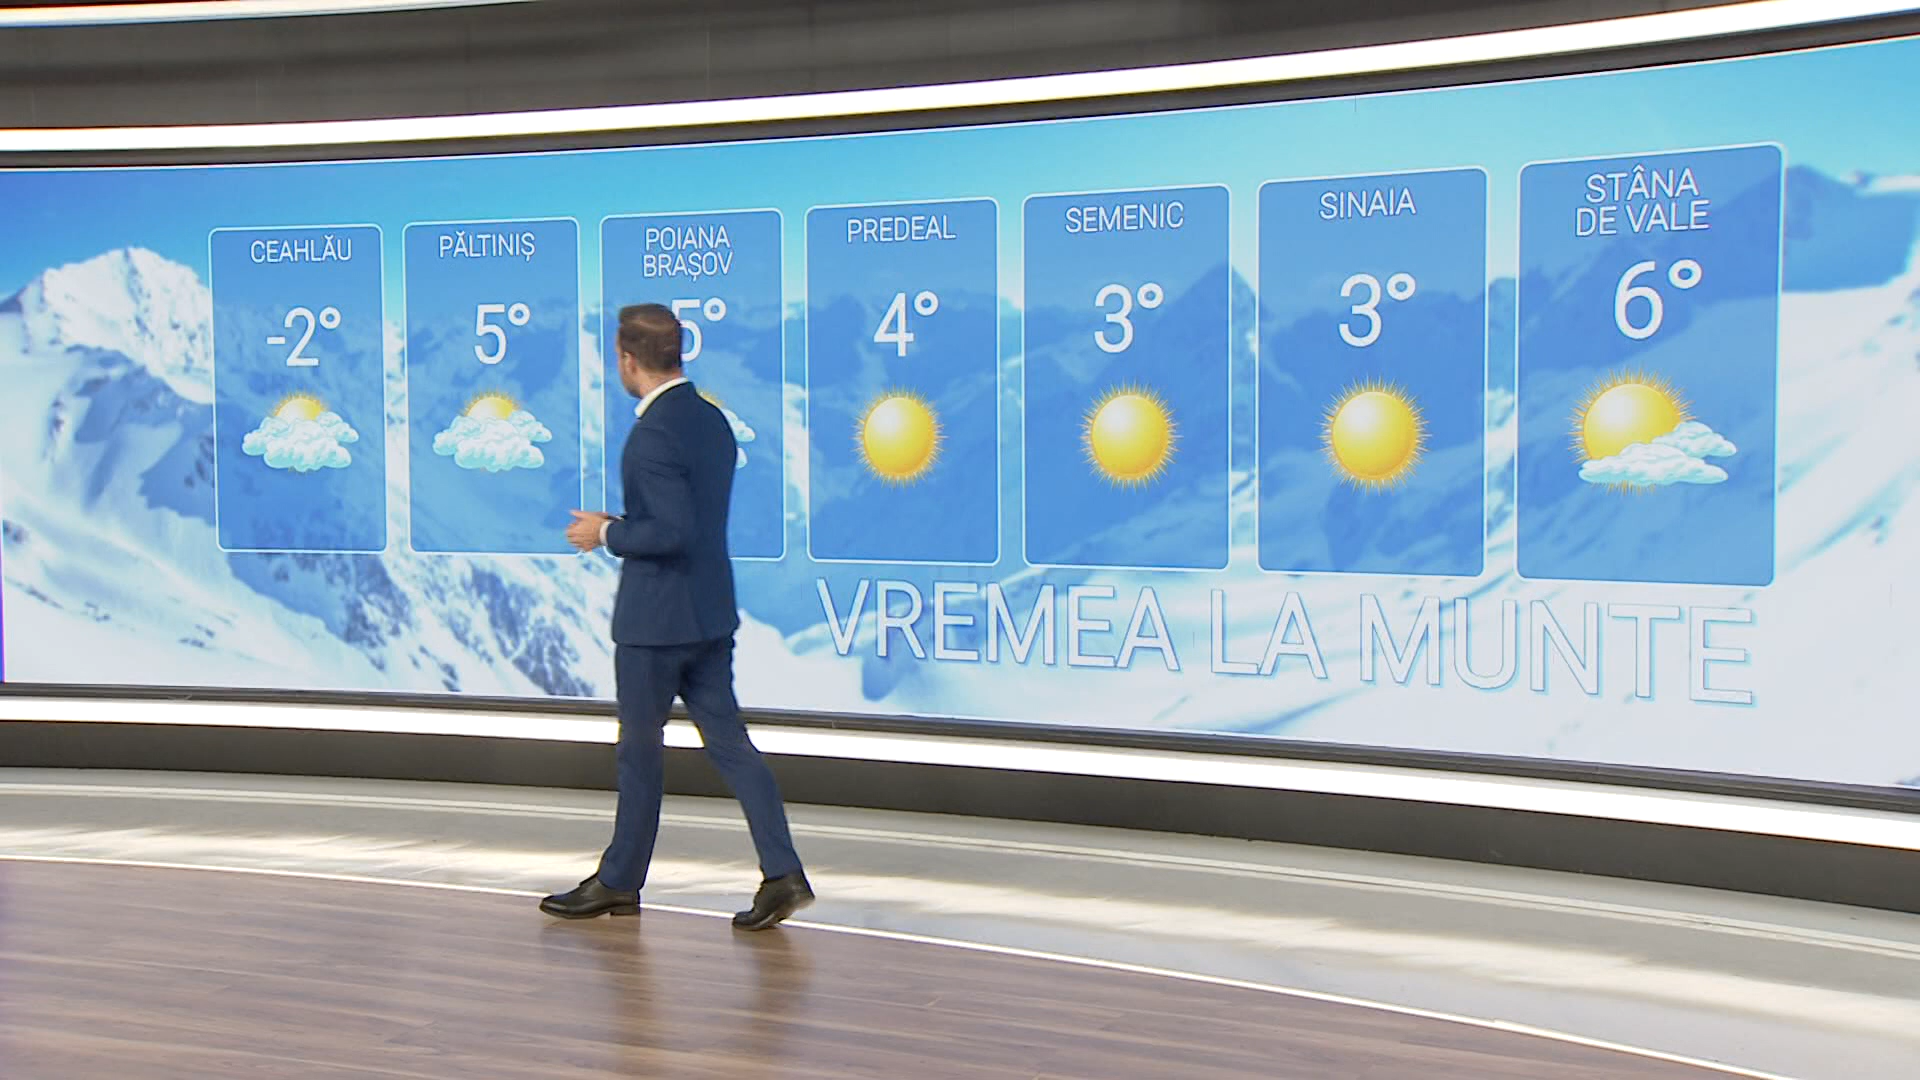 CEAHLĂU
-2°
PĂLTINIȘ
5°
POIANA
BRAȘOV
5°
PREDEAL
4°
SEMENIC
3°
SINAIA
3°
STÂNA
DE VALE
6°
VREMEA LA MUNTE